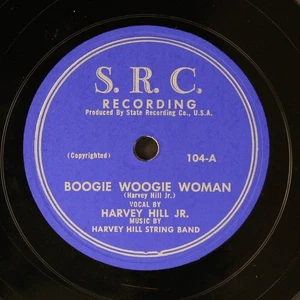 S. R. C.
RECORDING
Produced By State Recording Co., U.S.A.
(Copyrighted) 104-A
BOOGIE WOOGIE WOMAN
(Harvey Hill Jr.)
VOCAL BY
HARVEY HILL JR.
MUSIC BY
HARVEY HILL STRING BAND